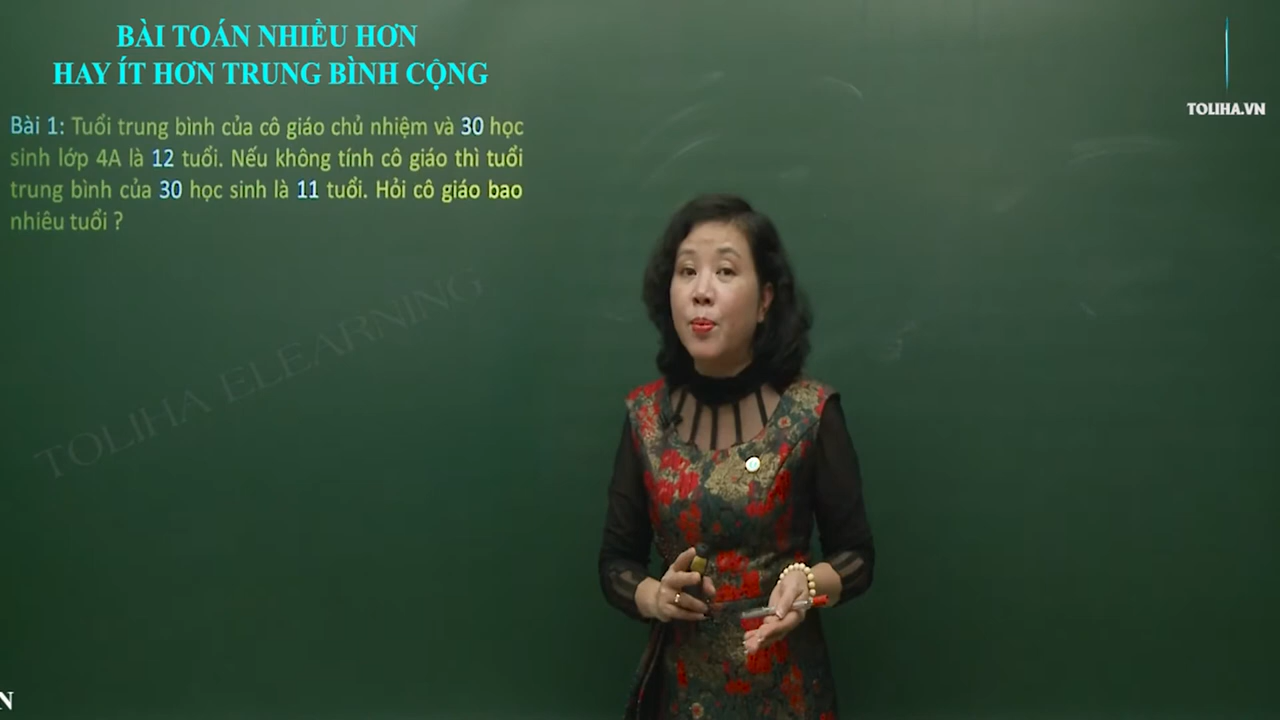 BÀI TOÁN NHIỀU HƠN
HAY ÍT HƠN TRUNG BÌNH CỘNG
TOLIHA.VN
Bài 1: Tuổi trung bình của cô giáo chủ nhiệm và 30 học
sinh lớp 4A là 12 tuổi. Nếu không tính cô giáo thì tuổi
trung bình của 30 học sinh là 11 tuổi. Hỏi cô giáo bao
nhiêu tuổi ?
TOLIHA ELEARNING
N